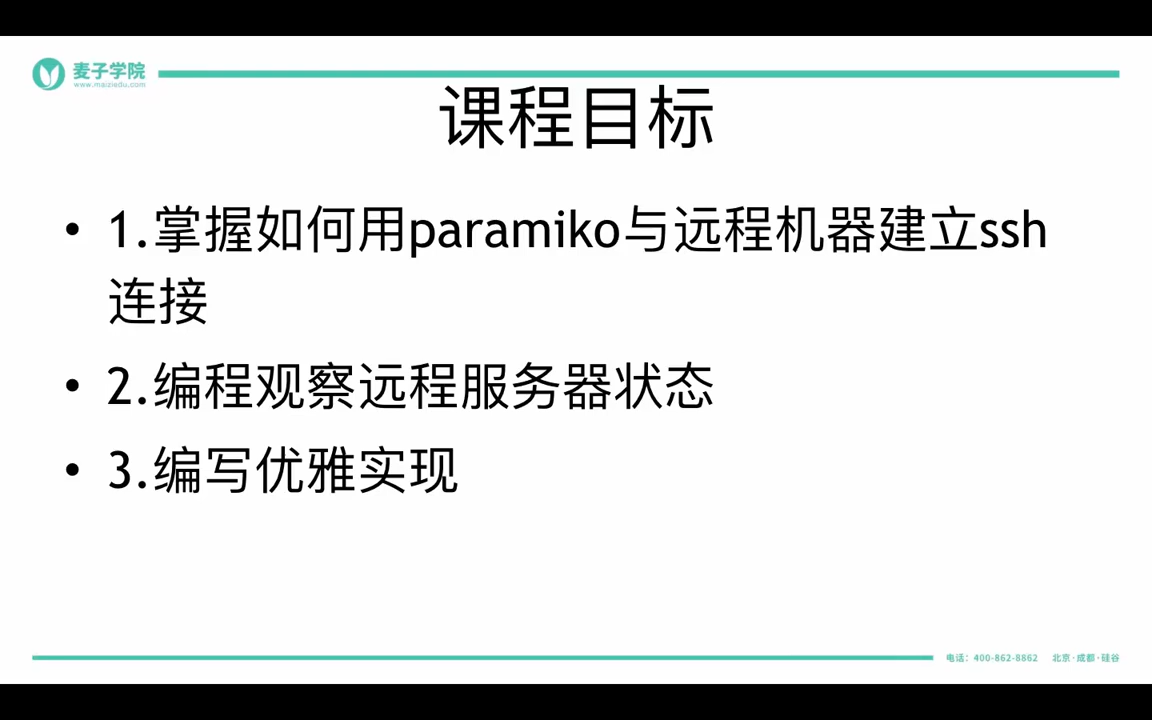 麦子学院
www.maiziedu.com
课程目标
• 1.掌握如何用paramiko与远程机器建立ssh
连接
• 2.编程观察远程服务器状态
• 3.编写优雅实现
电话：400-862-8862 北京·成都·硅谷